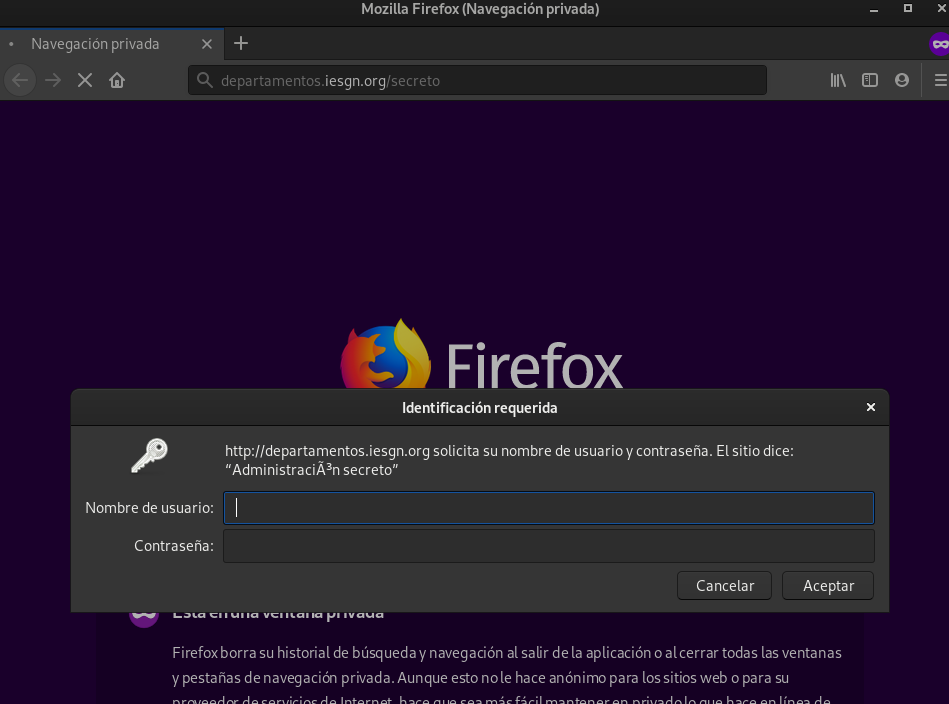 Mozilla Firefox (Navegación privada)
Navegación privada
departamentos.iesgn.org/secreto
Firefox
Identificación requerida
http://departamentos.iesgn.org solicita su nombre de usuario y contraseña. El sitio dice:
“AdministraciÃ³n secreto”
Nombre de usuario:
Contraseña:
Cancelar Aceptar
Está en una ventana privada
Firefox borra su historial de búsqueda y navegación al salir de la aplicación o al cerrar todas las ventanas
y pestañas de navegación privada. Aunque esto no le hace anónimo para los sitios web o para su
proveedor de servicios de Internet, hace que sea más fácil mantener en privado lo que hace en línea de